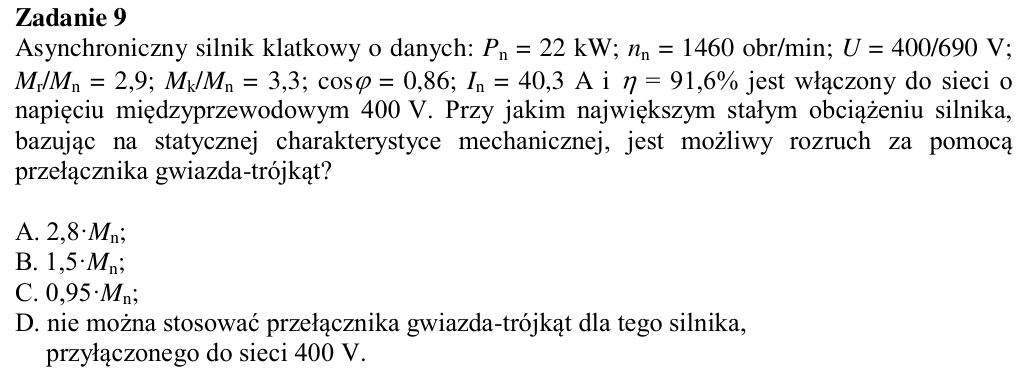 Zadanie 9
Asynchroniczny silnik klatkowy o danych: Pn = 22 kW; nn = 1460 obr/min; U = 400/690 V;
Mr/Mn = 2,9; Mk/Mn = 3,3; cosφ = 0,86; In = 40,3 A i η = 91,6% jest włączony do sieci o
napięciu międzyprzewodowym 400 V. Przy jakim największym stałym obciążeniu silnika,
bazując na statycznej charakterystyce mechanicznej, jest możliwy rozruch za pomocą
przełącznika gwiazda-trójkąt?
A. 2,8·Mn;
B. 1,5·Mn;
C. 0,95·Mn;
D. nie można stosować przełącznika gwiazda-trójkąt dla tego silnika,
przyłączonego do sieci 400 V.